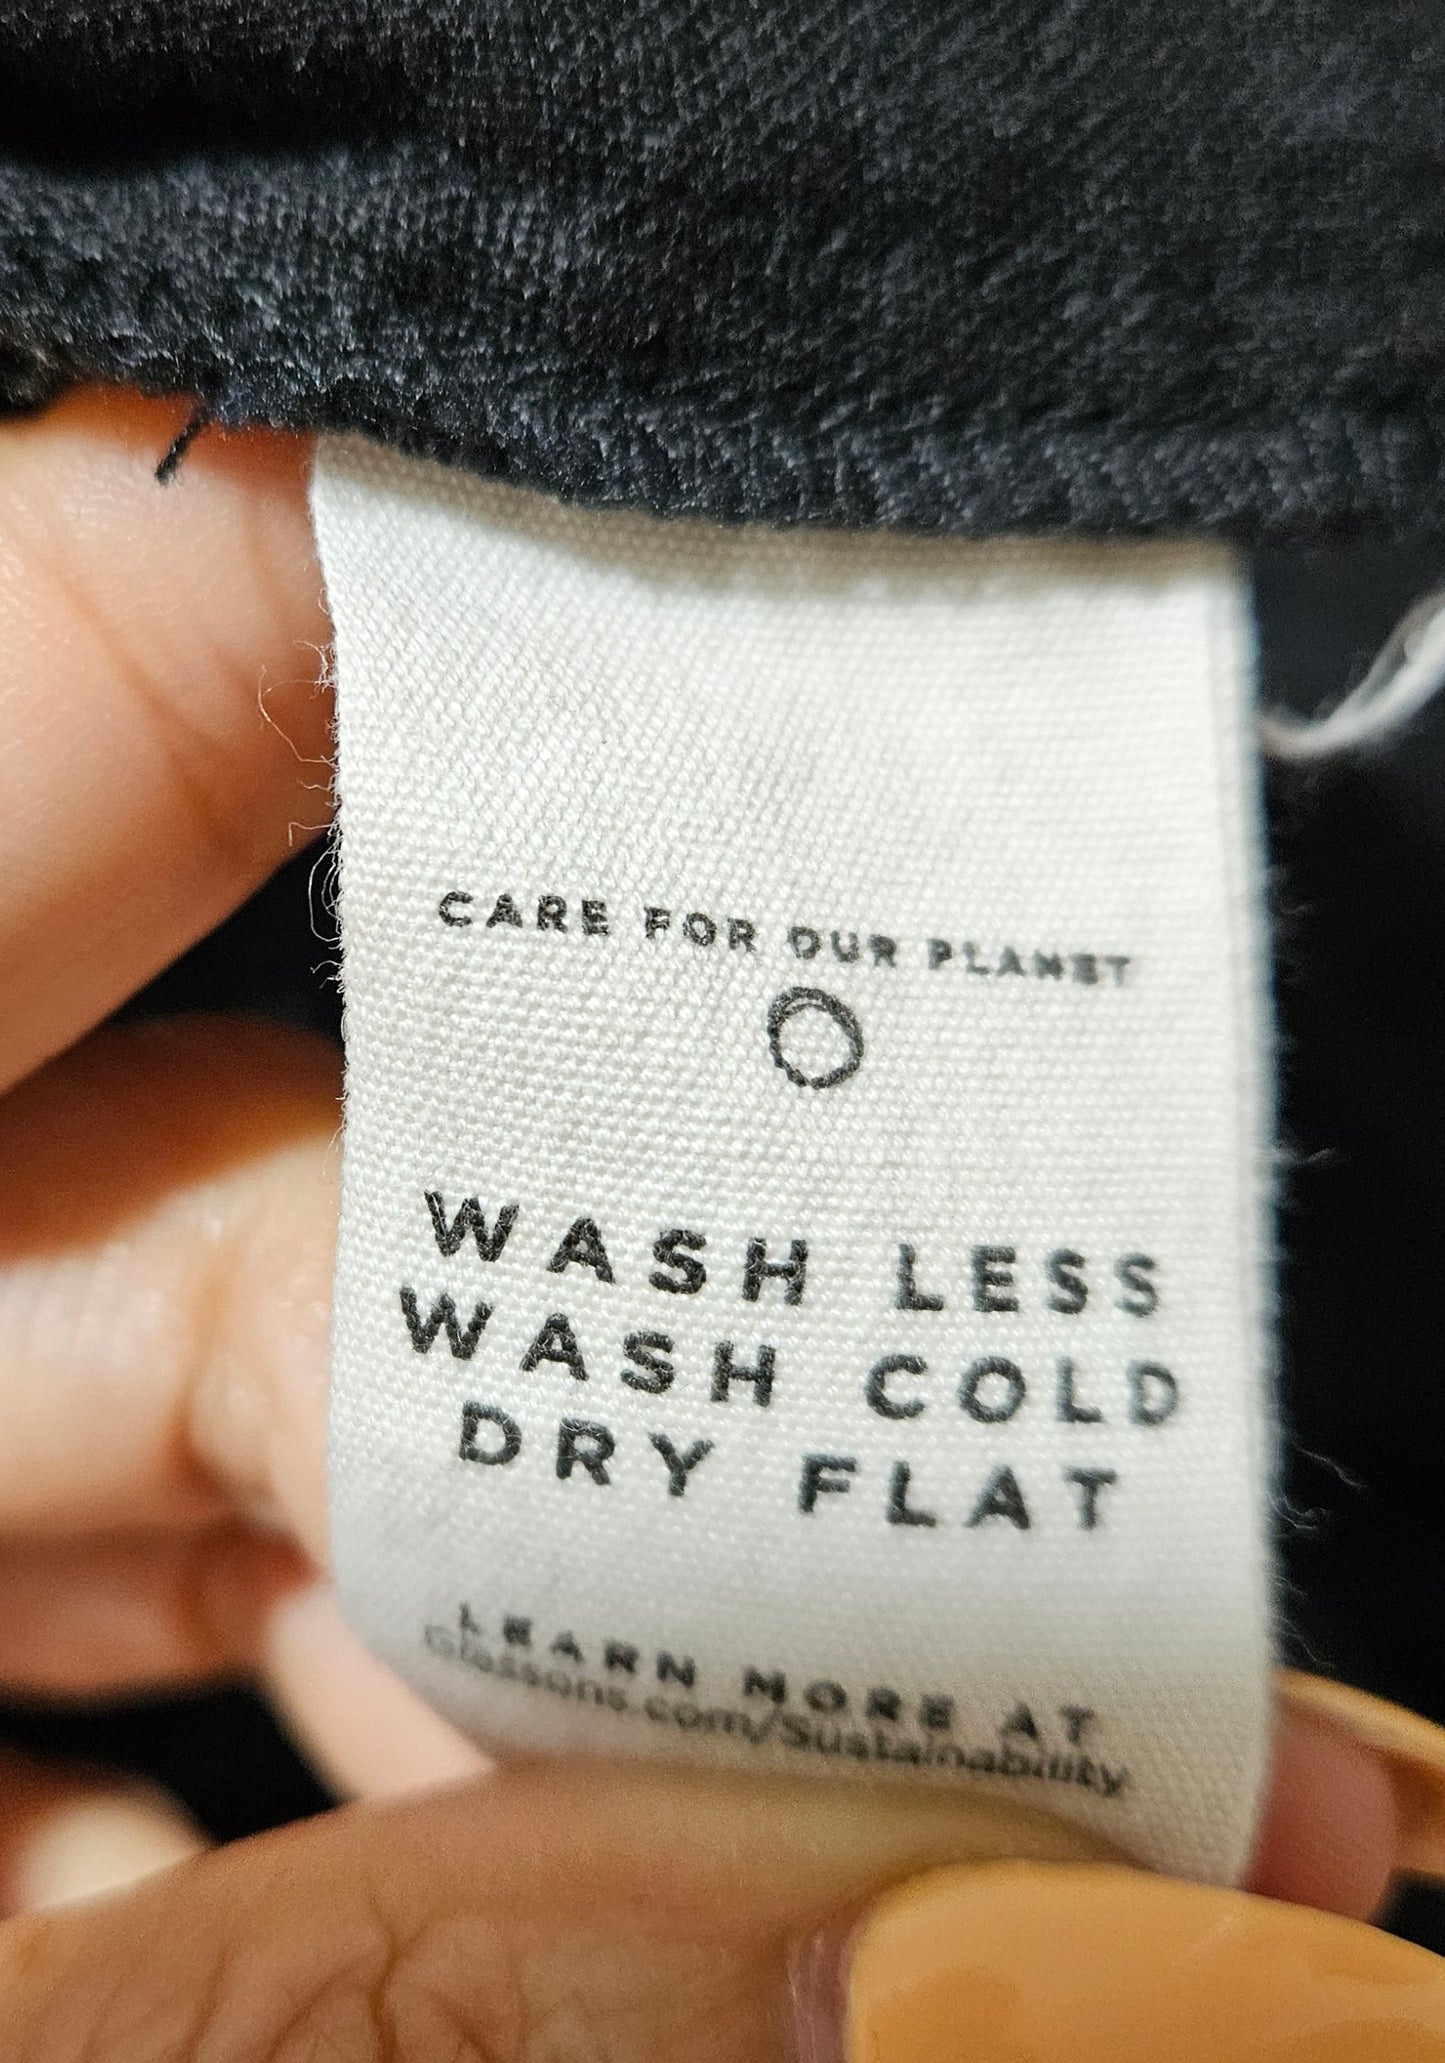 CARE FOR OUR PLANET
WASH LESS
WASH COLD
DRY FLAT
LEARN MORE AT
Glassons.com/Sustainability